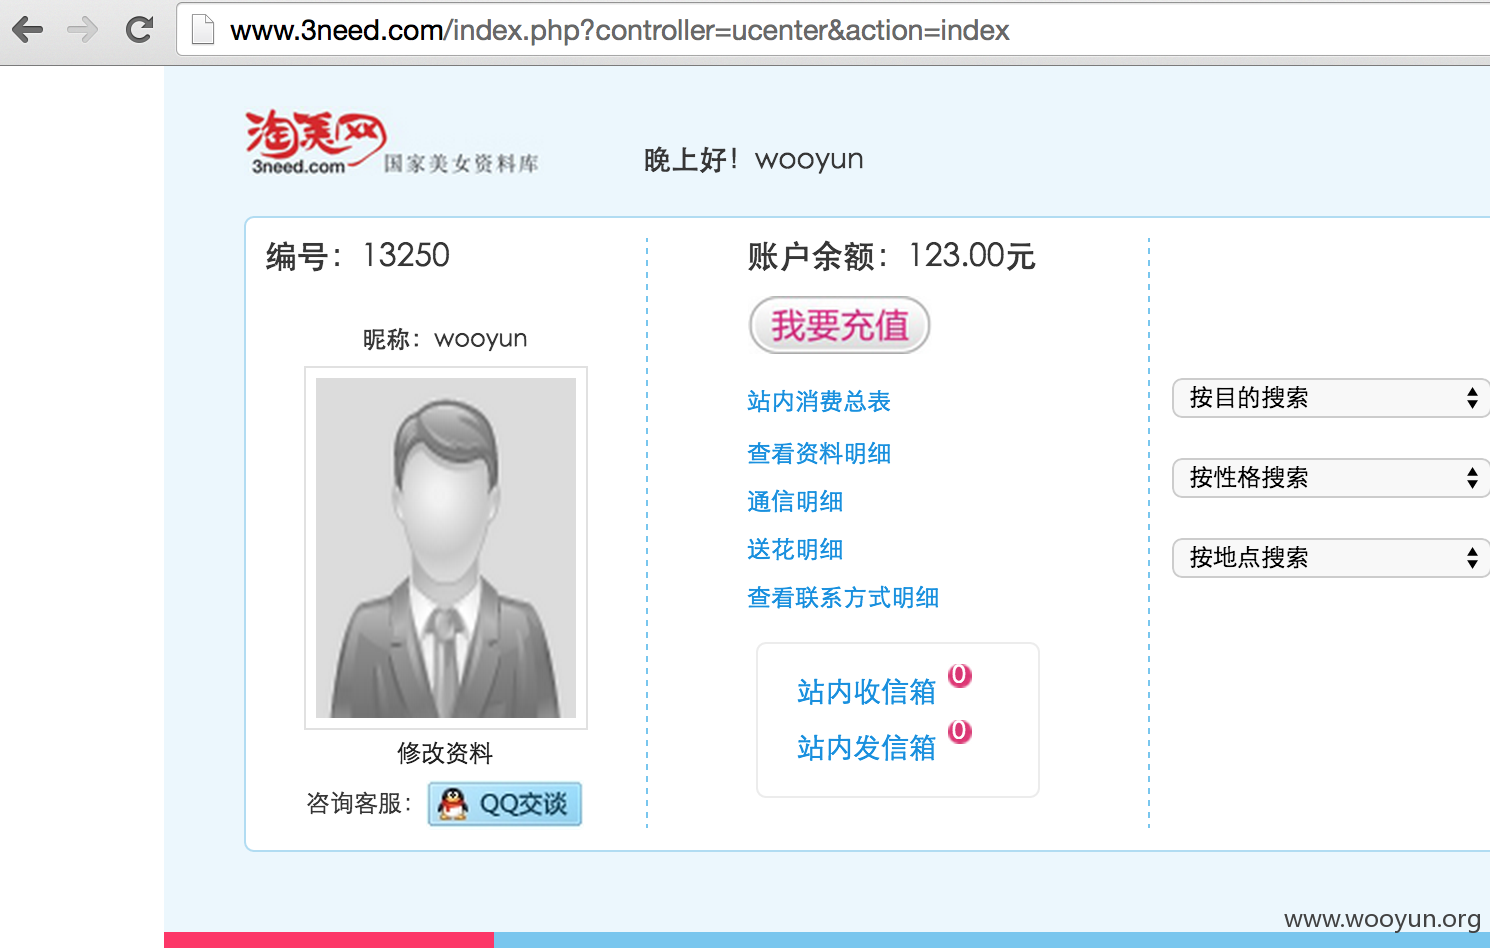 www.3need.com/index.php?controller=ucenter&action=index
淘美网
3need.com
国家美女资料库
晚上好！wooyun
编号：13250
昵称：wooyun
修改资料
咨询客服：
QQ交谈
账户余额：123.00元
我要充值
站内消费总表
查看资料明细
通信明细
送花明细
查看联系方式明细
站内收信箱 0
站内发信箱 0
按目的搜索
按性格搜索
按地点搜索
www.wooyun.org